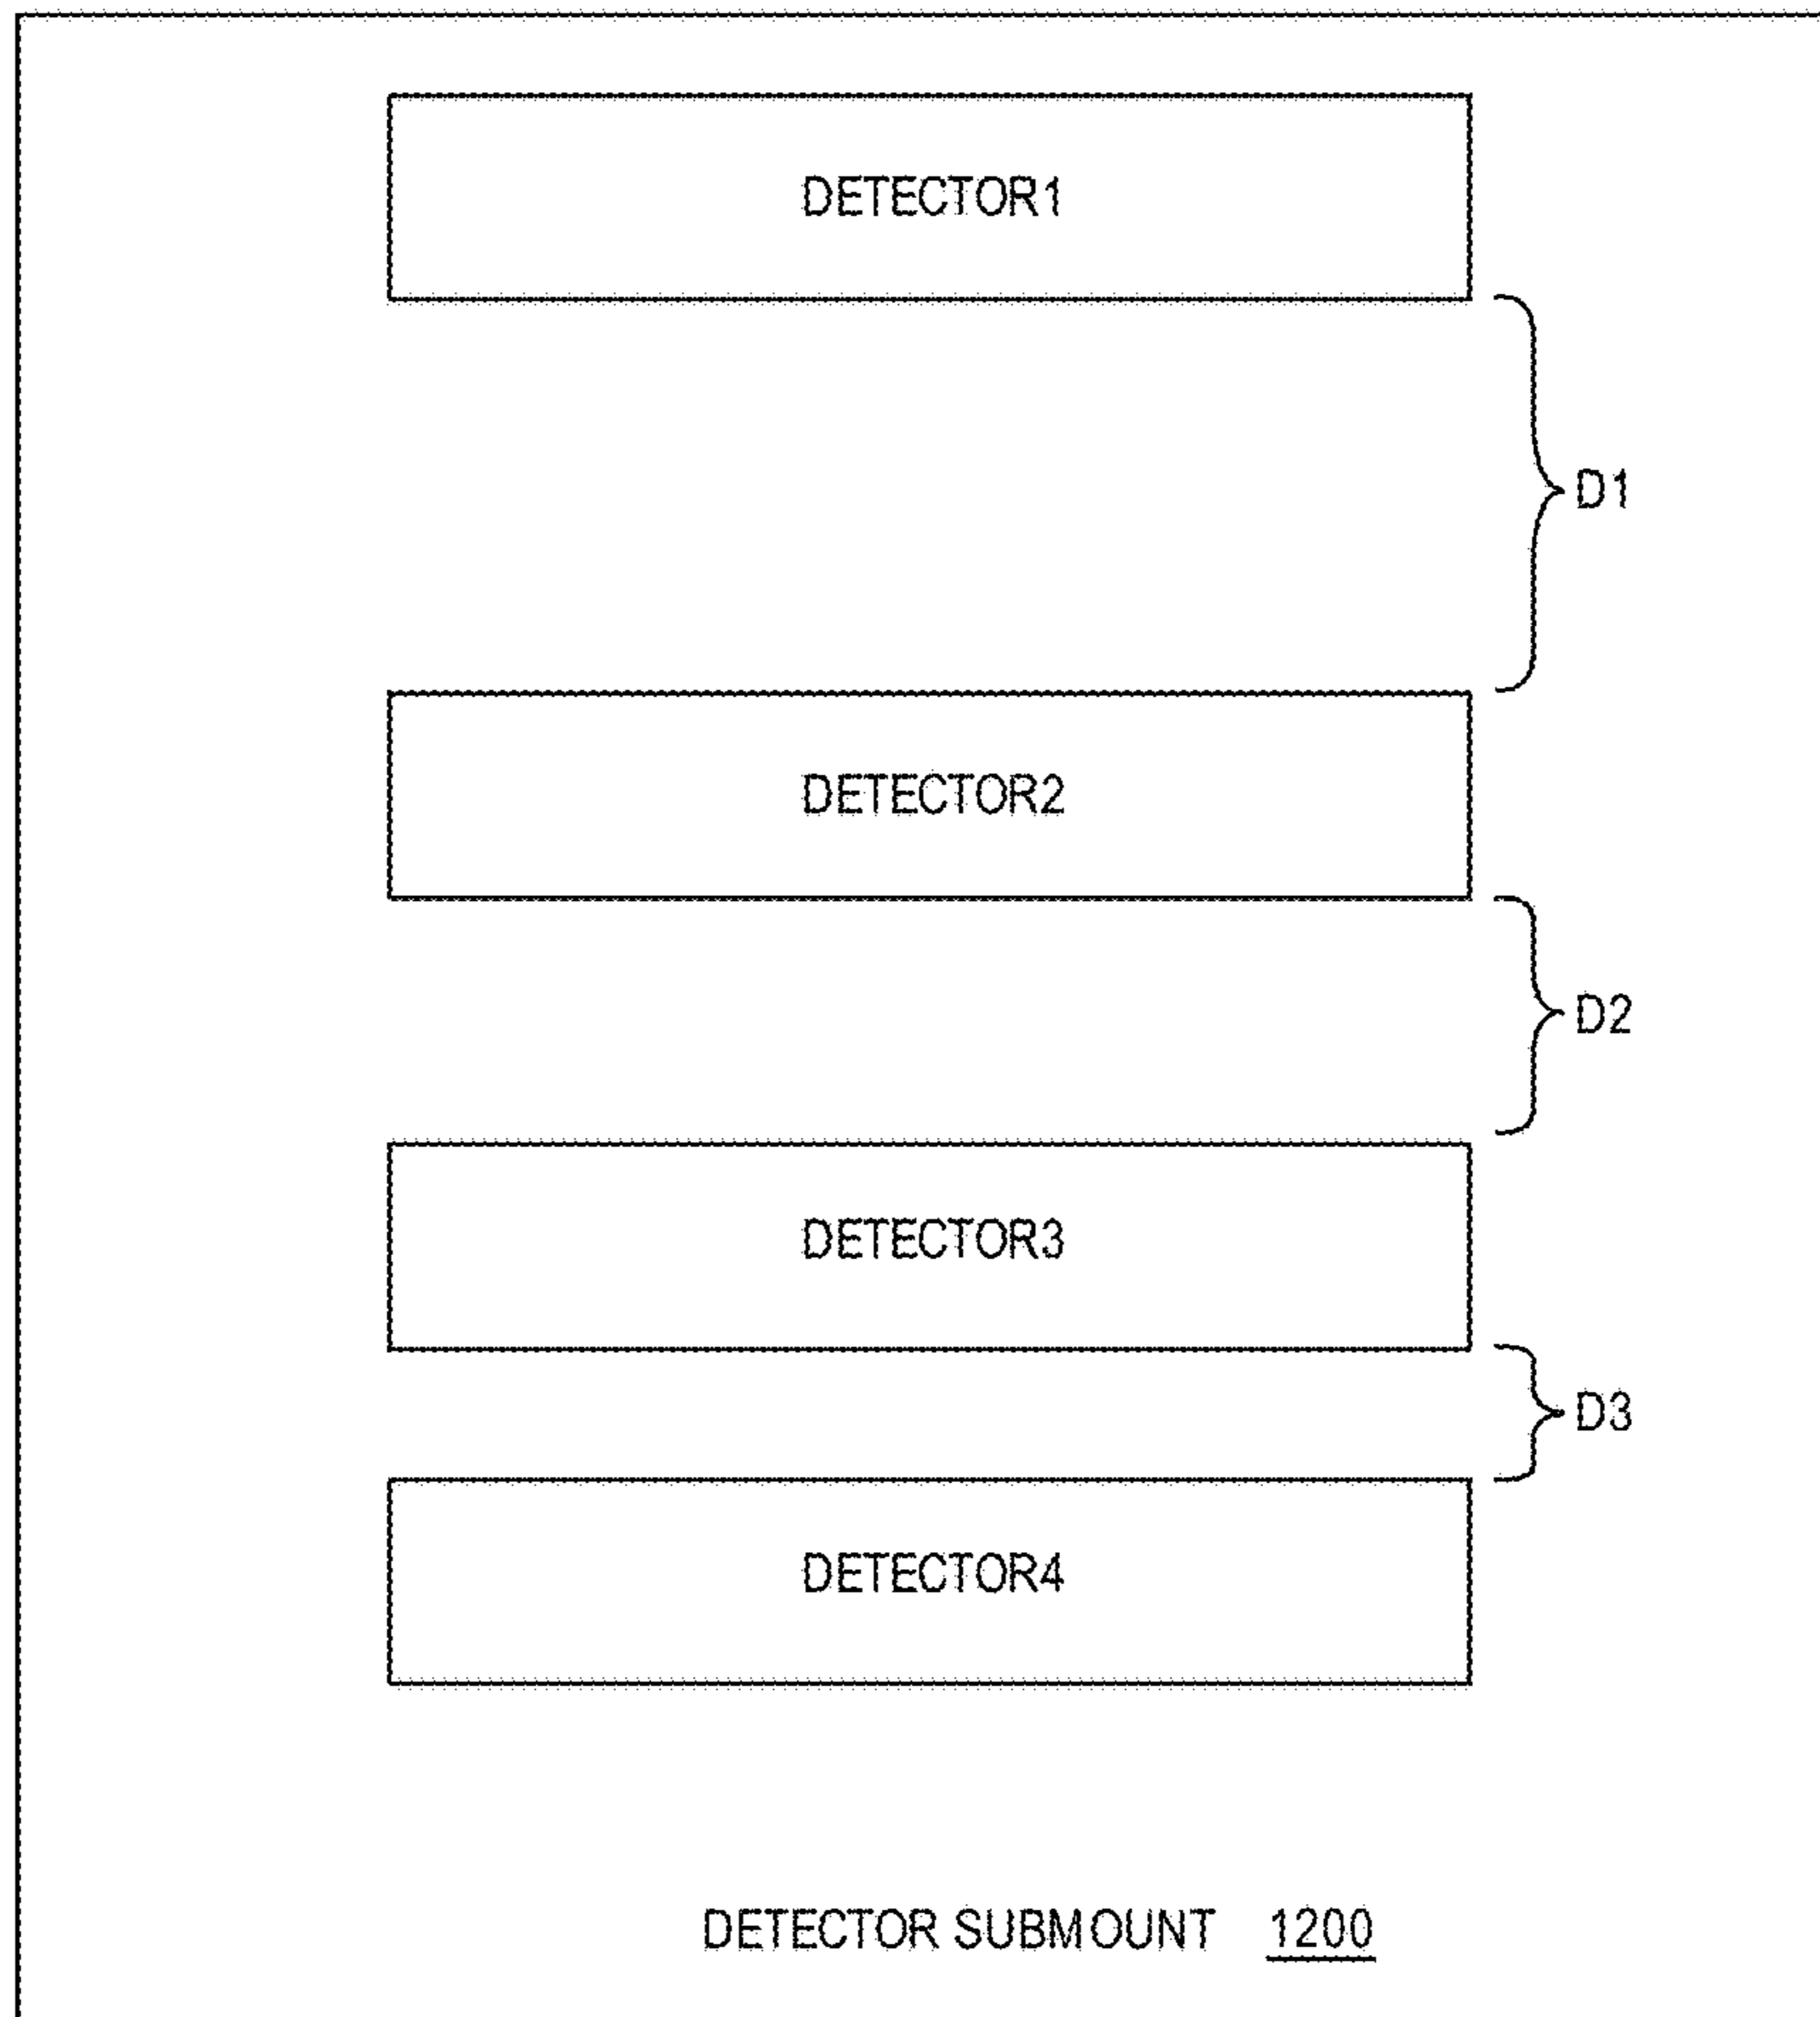 DETECTOR1
D1
DETECTOR2
D2
DETECTOR3
D3
DETECTOR4
DETECTOR SUBMOUNT 1200